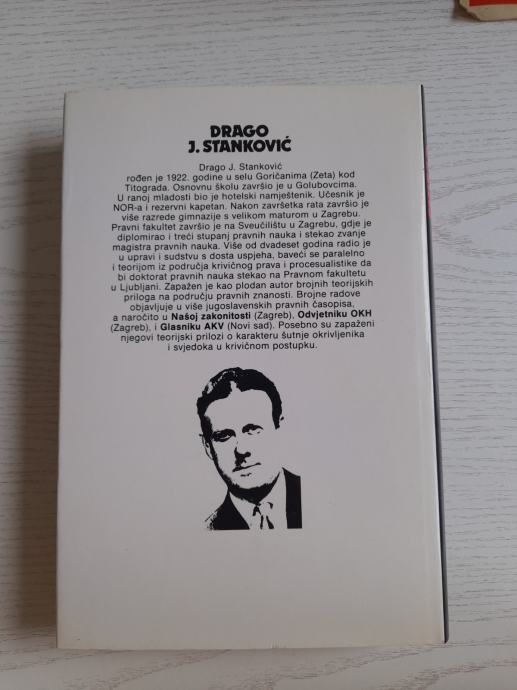 DRAGO
J. STANKOVIĆ
Drago J. Stanković
rođen je 1922. godine u selu Goričanima (Zeta) kod
Titograda. Osnovnu školu završio je u Golubovcima.
U ranoj mladosti bio je hotelski namještenik. Učesnik je
NOR-a i rezervni kapetan. Nakon završetka rata završio je
više razrede gimnazije s velikom maturom u Zagrebu.
Pravni fakultet završio je na Sveučilištu u Zagrebu, gdje je
diplomirao i treći stupanj pravnih nauka i stekao zvanje
magistra pravnih nauka. Više od dvadeset godina radio je
u upravi i sudstvu s dosta uspjeha, baveći se paralelno
i teorijom iz područja krivičnog prava i procesualistike da
bi doktorat pravnih nauka stekao na Pravnom fakultetu
u Ljubljani. Zapažen je kao plodan autor brojnih teorijskih
priloga na području pravnih znanosti. Brojne radove
objavljuje u više jugoslavenskih pravnih časopisa,
a naročito u Našoj zakonitosti (Zagreb), Odvjetniku OKH
(Zagreb), i Glasniku AKV (Novi sad). Posebno su zapaženi
njegovi teorijski prilozi o karakteru šutnje okrivljenika
i svjedoka u krivičnom postupku.